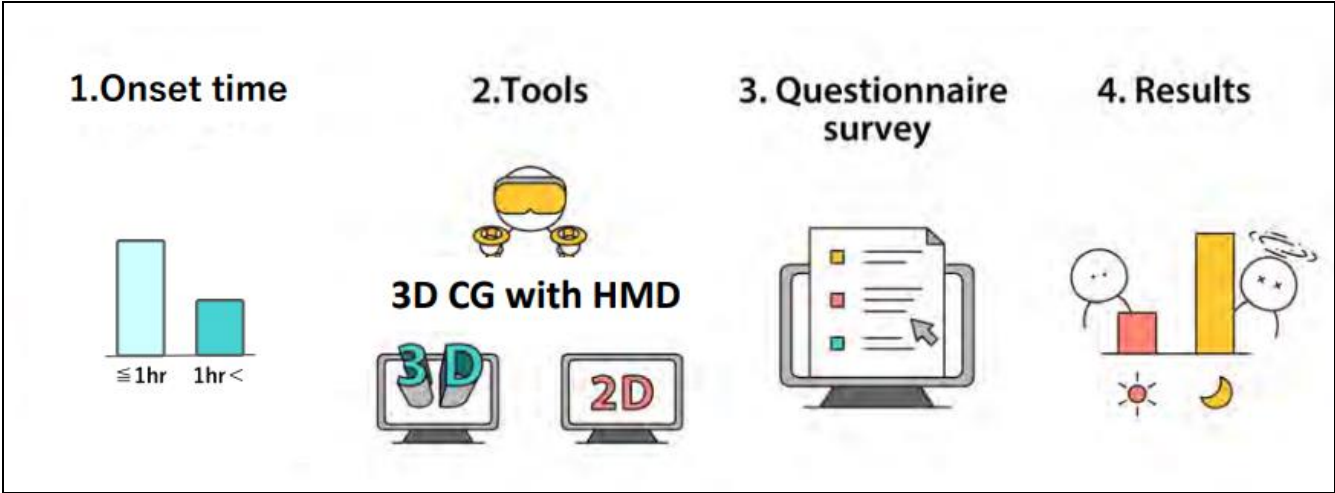 1.Onset time
2.Tools
3. Questionnaire
survey
4. Results
3D CG with HMD
≦1hr 1hr<
3D
2D